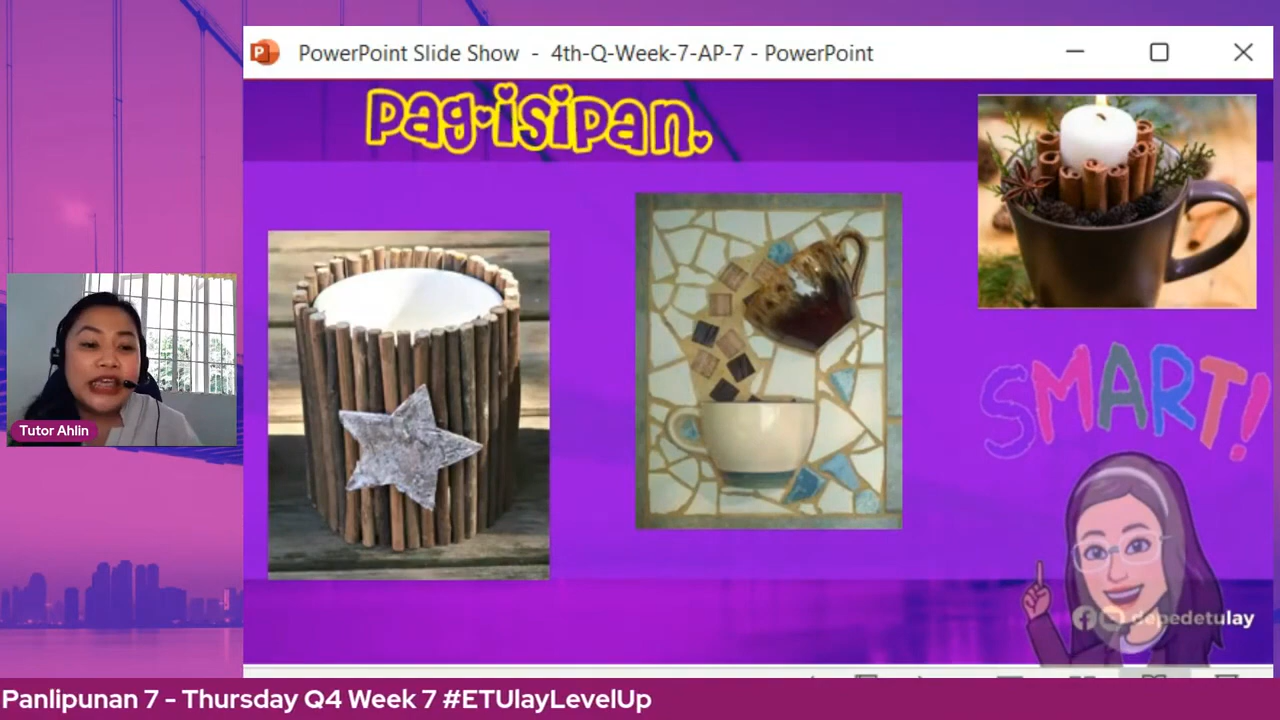 PowerPoint Slide Show - 4th-Q-Week-7-AP-7 - PowerPoint
pag-isipan.
SMART!
Tutor Ahlin
depedetulay
Panlipunan 7 - Thursday Q4 Week 7 #ETUlayLevelUp